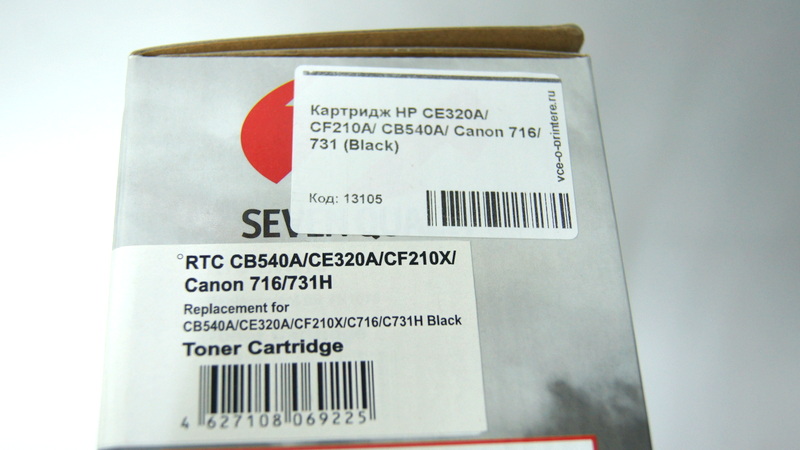 Картридж HP CE320A/
CF210A/ CB540A/ Canon 716/
731 (Black)
Код: 13105
vce-o-printere.ru
SEVEN QU
RTC CB540A/CE320A/CF210X/
Canon 716/731H
Replacement for
CB540A/CE320A/CF210X/C716/C731H Black
Toner Cartridge
4 627108 069225